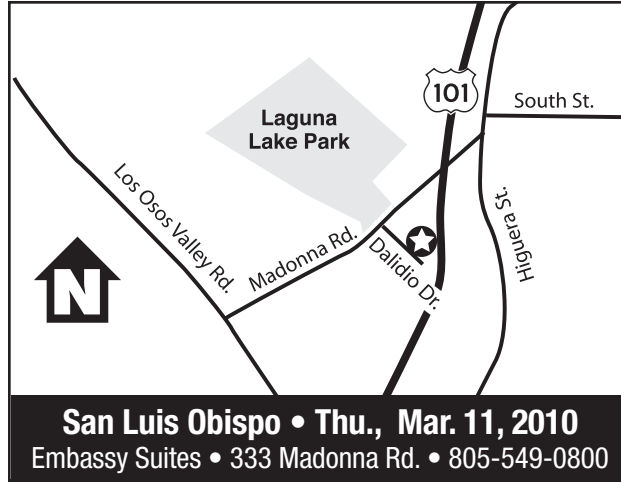 101
South St.
Laguna
Lake Park
Los Osos Valley Rd.
Madonna Rd.
Dalidio Dr.
Higuera St.
N
San Luis Obispo • Thu., Mar. 11, 2010
Embassy Suites • 333 Madonna Rd. • 805-549-0800